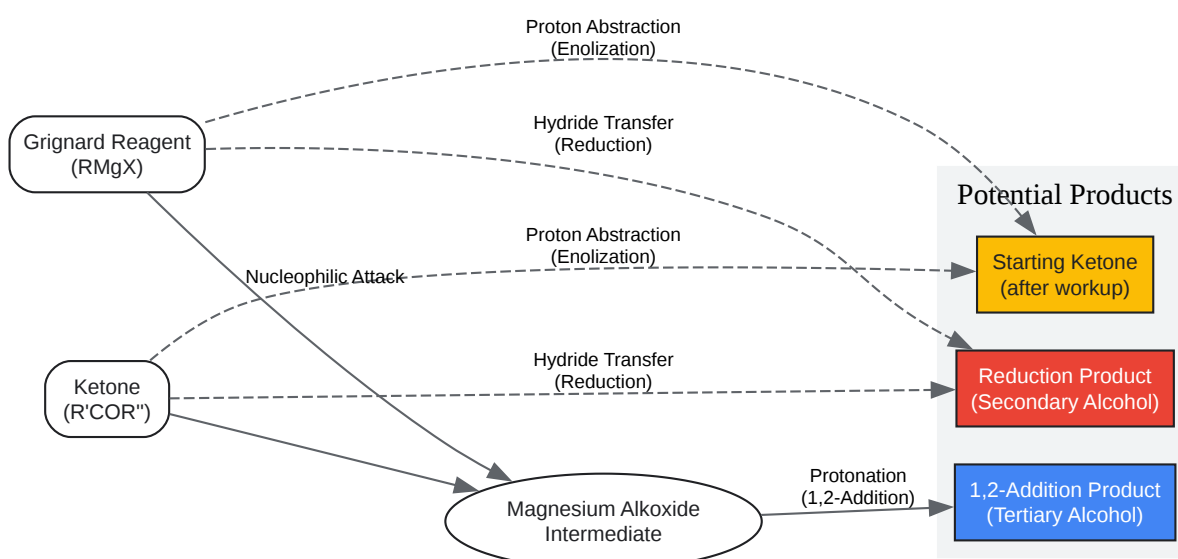 Proton Abstraction
(Enolization)
Grignard Reagent
(RMgX)
Hydride Transfer
(Reduction)
Potential Products
Proton Abstraction
(Enolization)
Nucleophilic Attack
Starting Ketone
(after workup)
Ketone
(R'COR")
Hydride Transfer
(Reduction)
Reduction Product
(Secondary Alcohol)
Magnesium Alkoxide
Intermediate
Protonation
(1,2-Addition)
1,2-Addition Product
(Tertiary Alcohol)